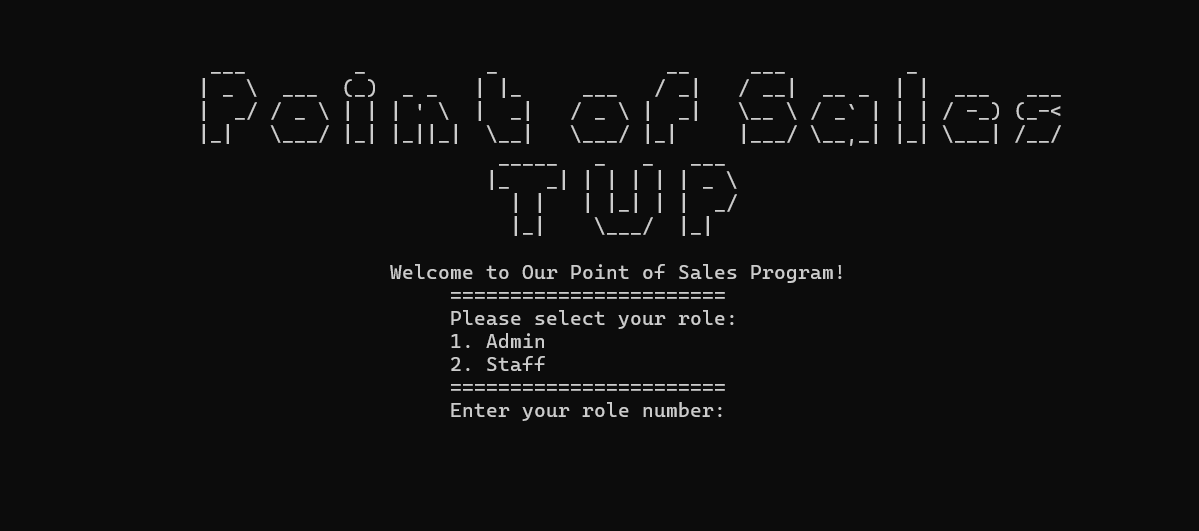 Point of Sales
TUP
Welcome to Our Point of Sales Program!
=======================
Please select your role:
1. Admin
2. Staff
=======================
Enter your role number: